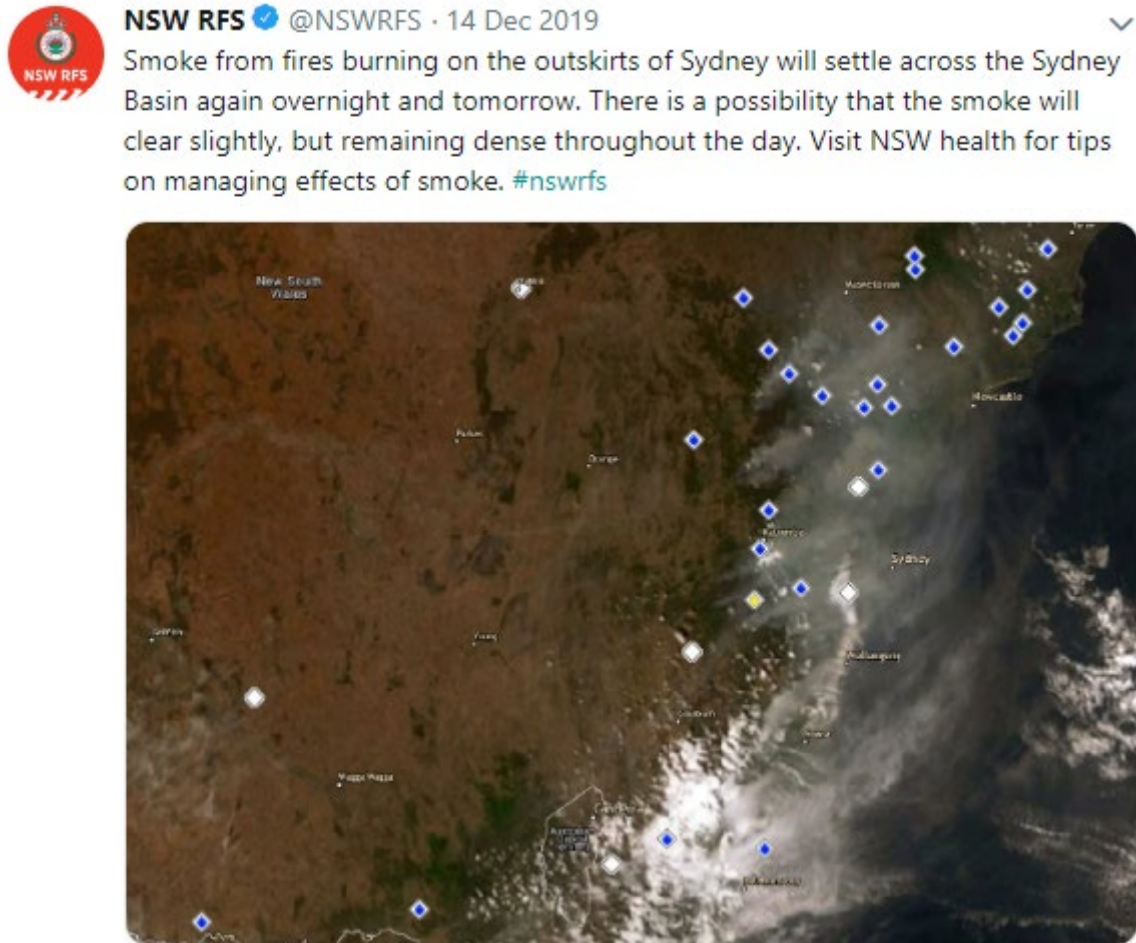 NSW RFS @NSWRFS · 14 Dec 2019
NSW RFS
Smoke from fires burning on the outskirts of Sydney will settle across the Sydney
Basin again overnight and tomorrow. There is a possibility that the smoke will
clear slightly, but remaining dense throughout the day. Visit NSW health for tips
on managing effects of smoke. #nswrfs
New South
Wales
Newcastle
Orange
Sydney
Young
Wollongong
Wagga Wagga